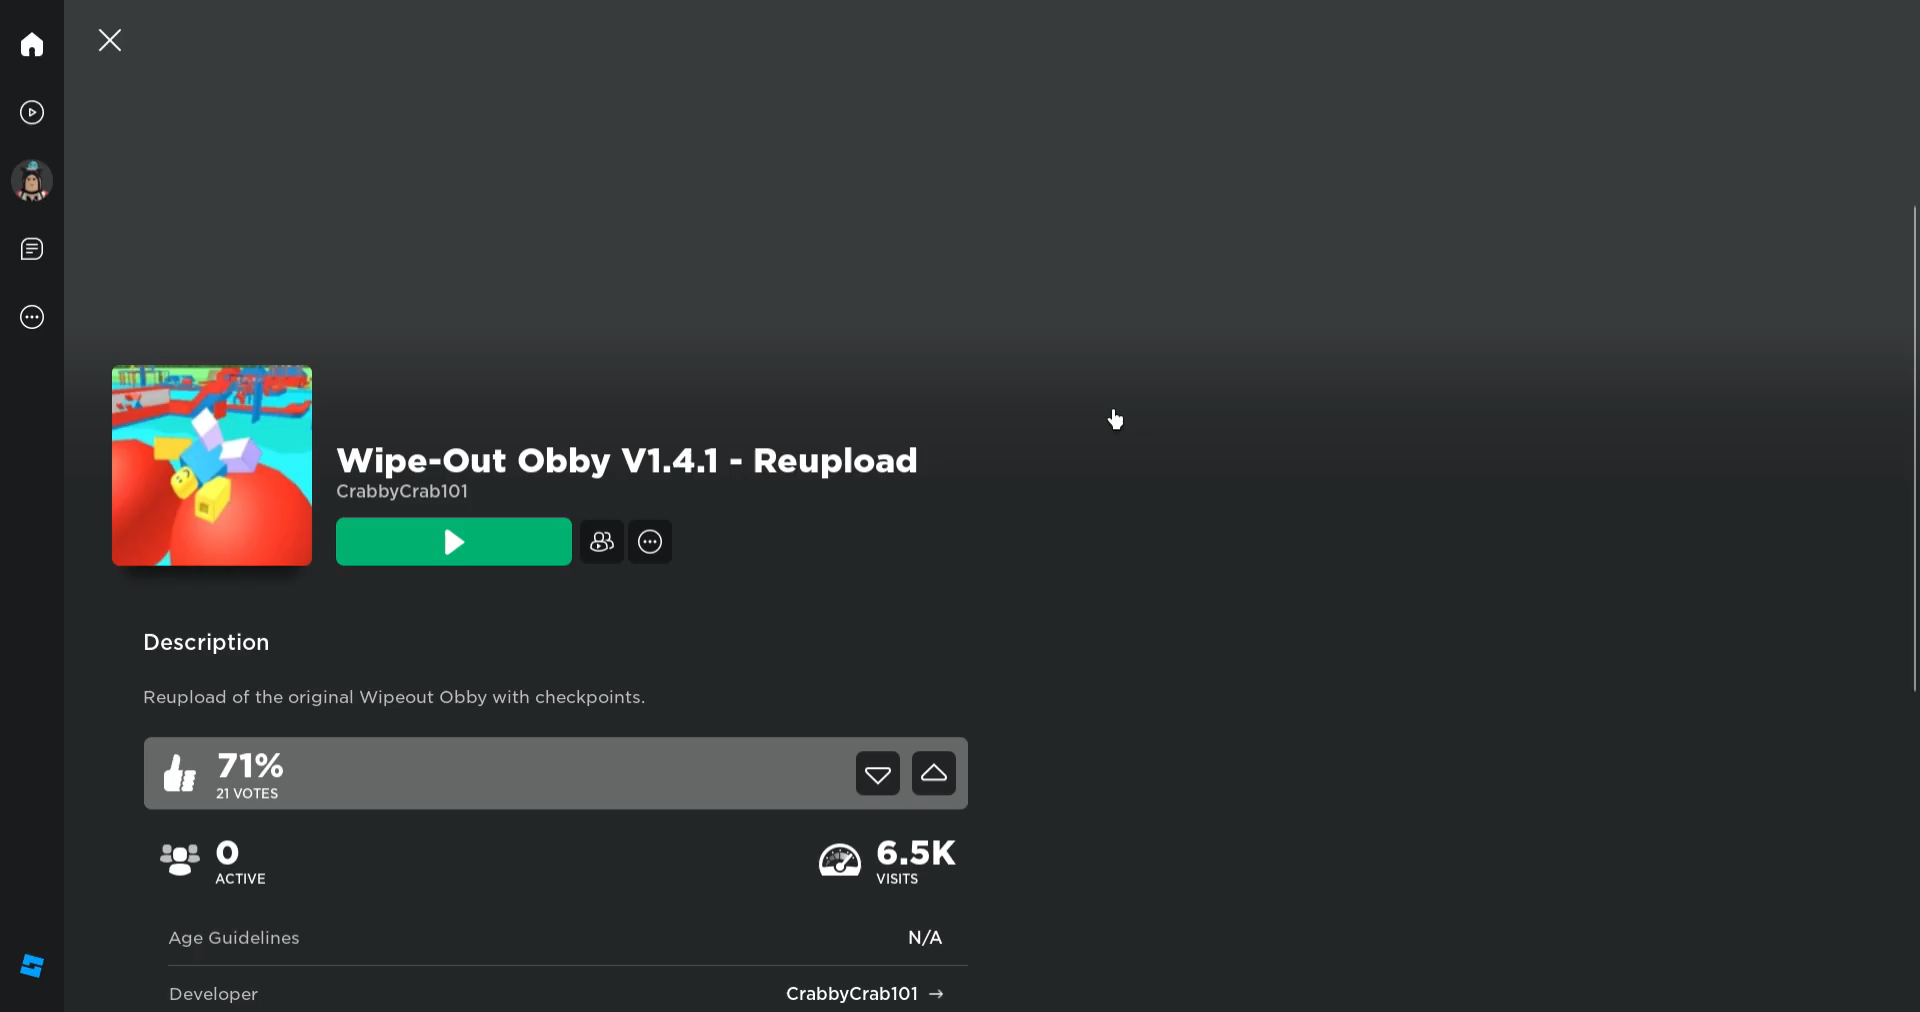 Wipe-Out Obby V1.4.1 - Reupload
CrabbyCrab101
Description
Reupload of the original Wipeout Obby with checkpoints.
71%
21 VOTES
0
ACTIVE
6.5K
VISITS
Age Guidelines
N/A
Developer
CrabbyCrab101 →